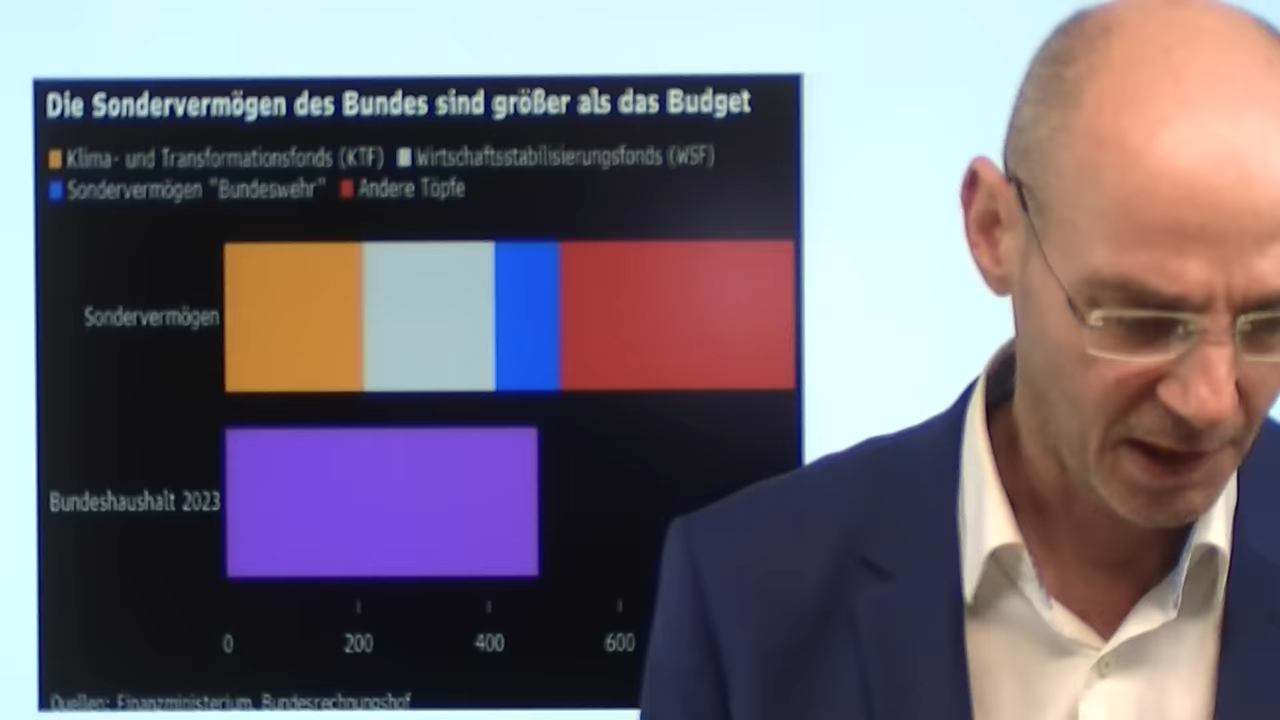 Die Sondervermögen des Bundes sind größer als das Budget
Klima- und Transformationsfonds (KTF) Wirtschaftsstabilisierungsfonds (WSF)
Sondervermögen "Bundeswehr" Andere Töpfe
Sondervermögen
Bundeshaushalt 2023
0 200 400 600
Quellen: Finanzministerium, Bundesrechnungshof